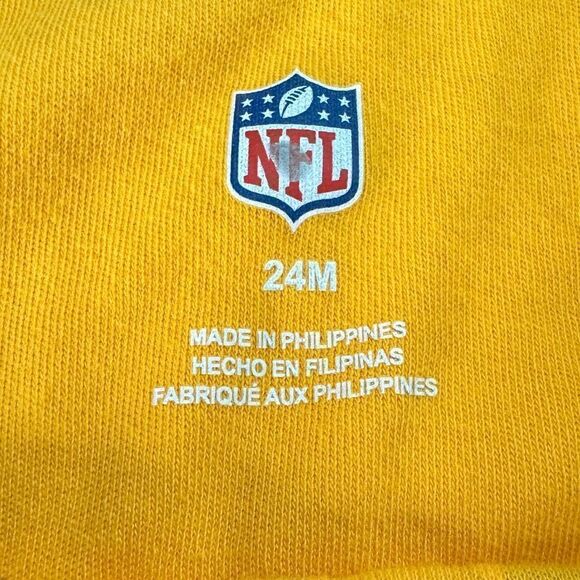 NFL
24M
MADE IN PHILIPPINES
HECHO EN FILIPINAS
FABRIQUÉ AUX PHILIPPINES